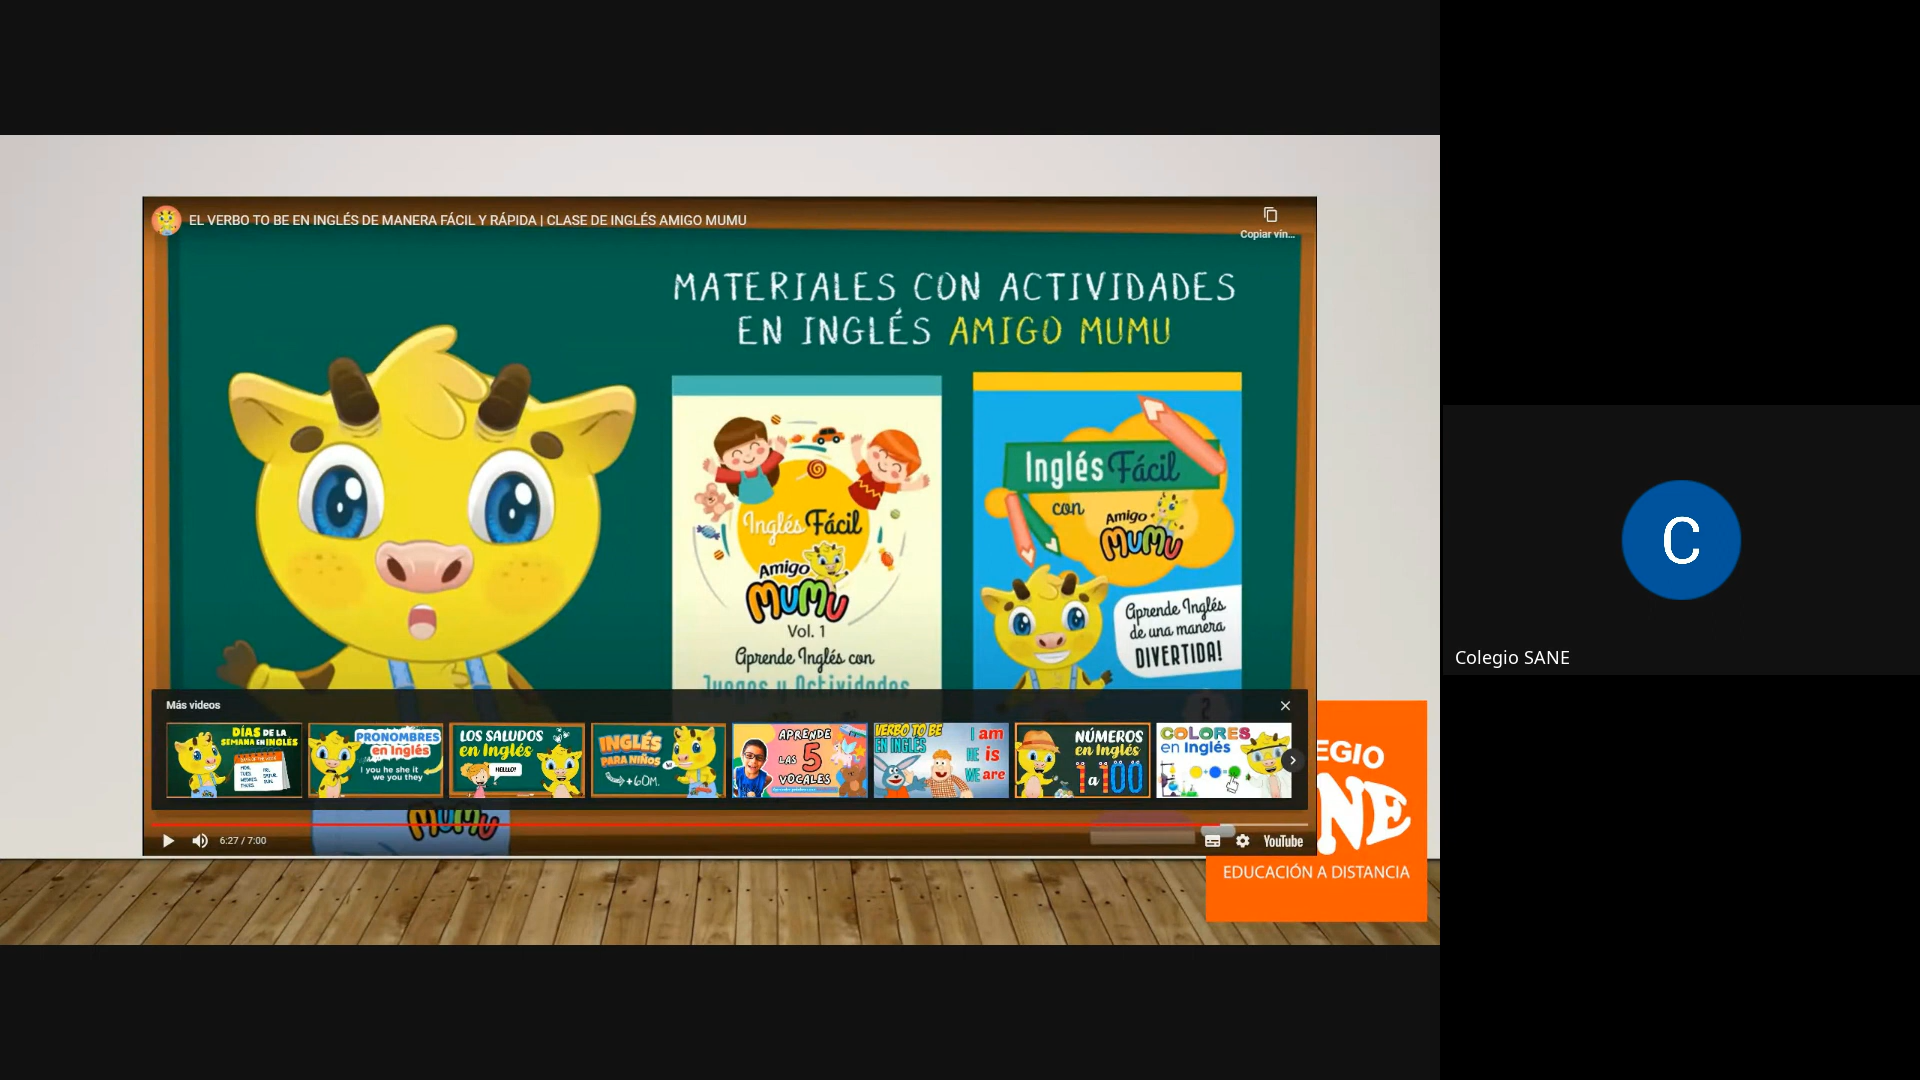 EL VERBO TO BE EN INGLÉS DE MANERA FÁCIL Y RÁPIDA | CLASE DE INGLÉS AMIGO MUMU
Copiar vín...
MATERIALES CON ACTIVIDADES
EN INGLÉS AMIGO MUMU
Inglés Fácil
Amigo
MUMU
Vol. 1
Aprende Inglés con
Juegos y Actividades
Inglés Fácil
con
Amigo
MUMU
Aprende Inglés
de una manera
DIVERTIDA!
Más videos
DÍAS DE LA
SEMANA EN INGLÉS
PRONOMBRES
en Inglés
I you he she it
we you they
LOS SALUDOS
en Inglés
HELLO!
INGLÉS
PARA NIÑOS
+60M.
APRENDE
LAS 5
VOCALES
VERBO TO BE
EN INGLÉS
I am
HE is
WE are
NÚMEROS
en Inglés
1 a 100
COLORES
en Inglés
MUMU
6:27 / 7:00
YouTube
EGIO
NE
EDUCACIÓN A DISTANCIA
C
Colegio SANE